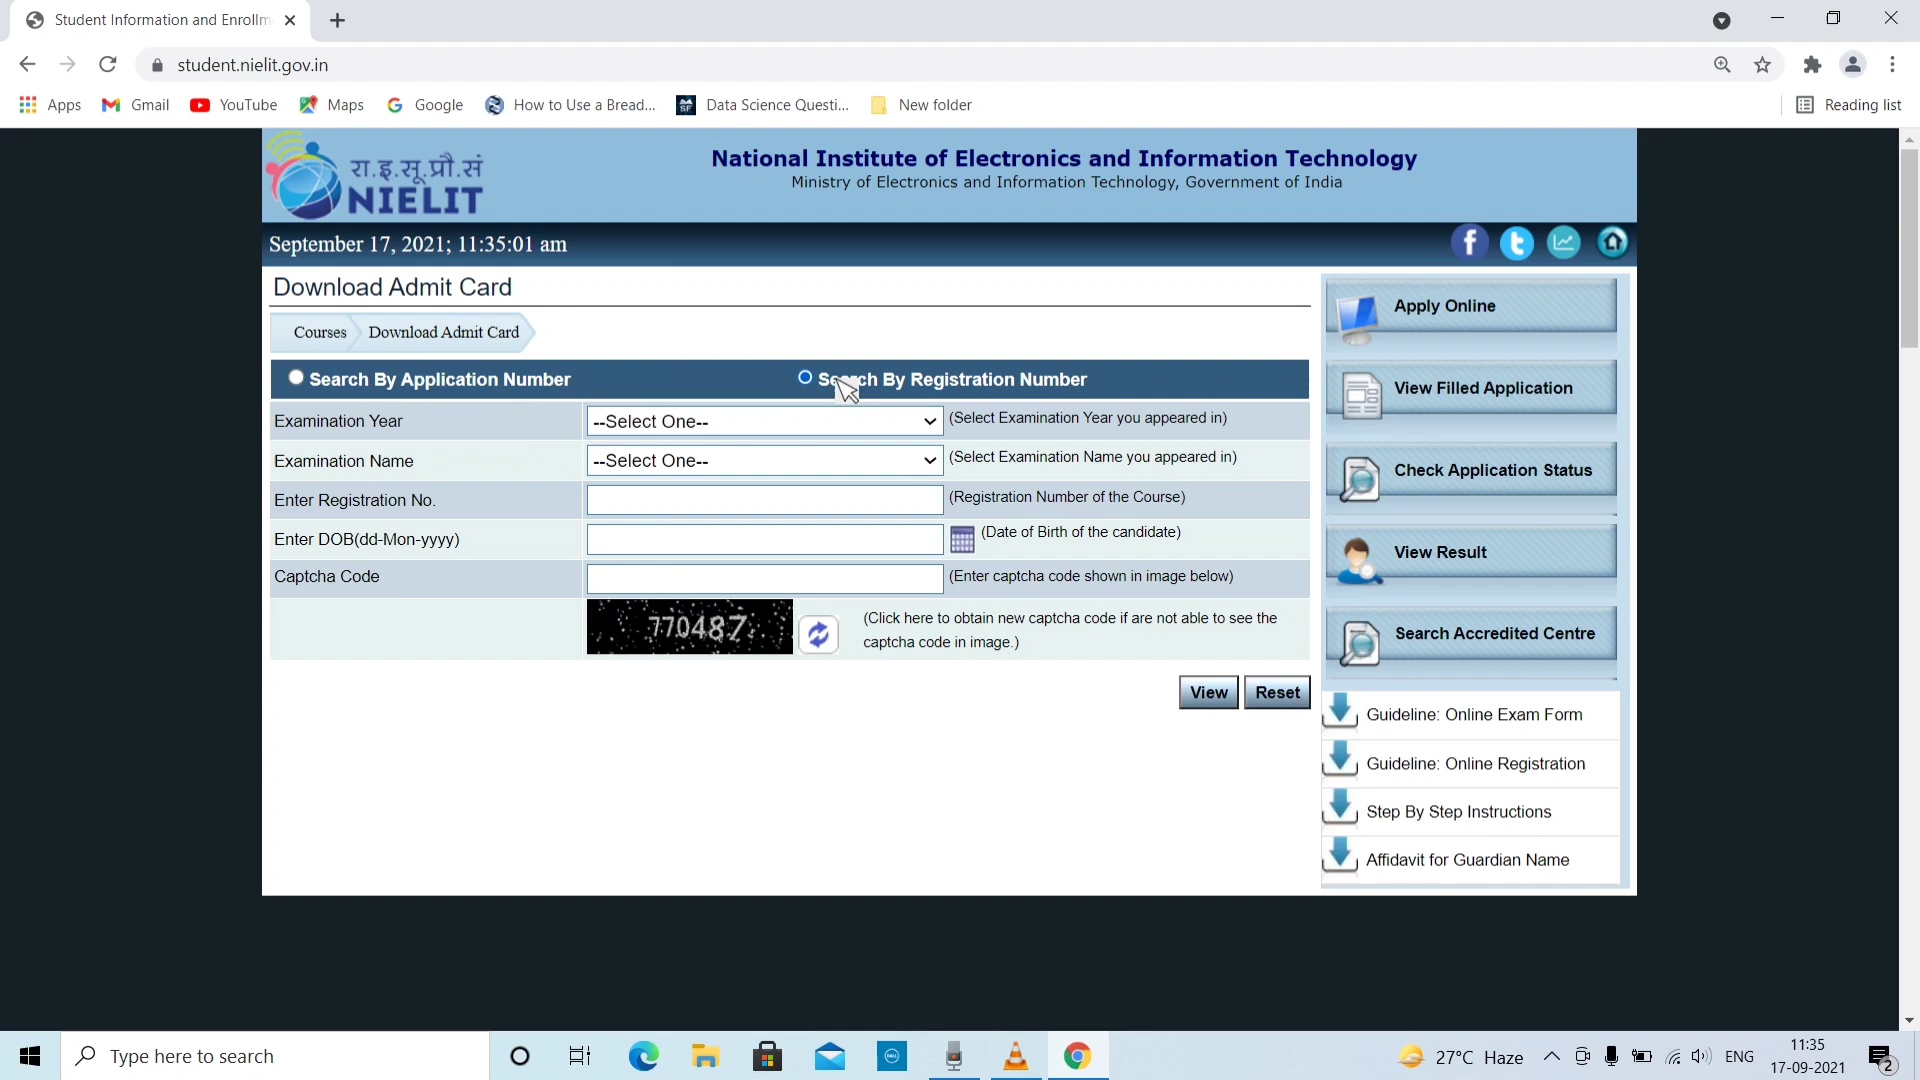 Student Information and Enrollm
student.nielit.gov.in
Apps
Gmail
YouTube
Maps
Google
How to Use a Bread...
Data Science Questi...
New folder
Reading list
रा.इ.सू.प्रौ.सं
NIELIT
National Institute of Electronics and Information Technology
Ministry of Electronics and Information Technology, Government of India
September 17, 2021; 11:35:01 am
Download Admit Card
Courses
Download Admit Card
Search By Application Number
Search By Registration Number
Examination Year
--Select One--
(Select Examination Year you appeared in)
Examination Name
--Select One--
(Select Examination Name you appeared in)
Enter Registration No.
(Registration Number of the Course)
Enter DOB(dd-Mon-yyyy)
(Date of Birth of the candidate)
Captcha Code
(Enter captcha code shown in image below)
770487
(Click here to obtain new captcha code if are not able to see the
captcha code in image.)
View
Reset
Apply Online
View Filled Application
Check Application Status
View Result
Search Accredited Centre
Guideline: Online Exam Form
Guideline: Online Registration
Step By Step Instructions
Affidavit for Guardian Name
Type here to search
DELL
27°C Haze
ENG
11:35
17-09-2021
2